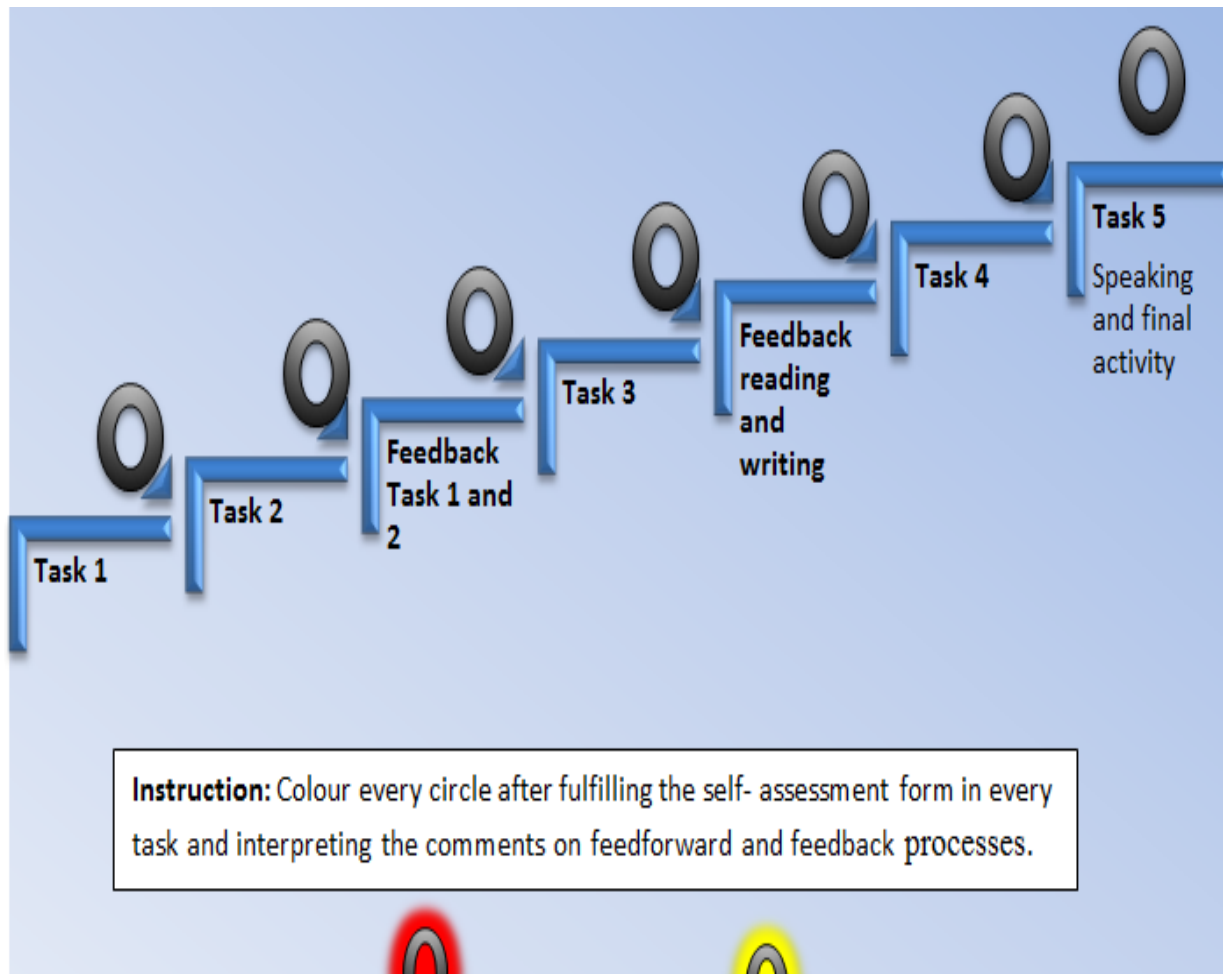 Task 1
Task 2
Feedback
Task 1 and
2
Task 3
Feedback
reading
and
writing
Task 4
Task 5
Speaking
and final
activity
Instruction: Colour every circle after fulfilling the self- assessment form in every
task and interpreting the comments on feedforward and feedback processes.